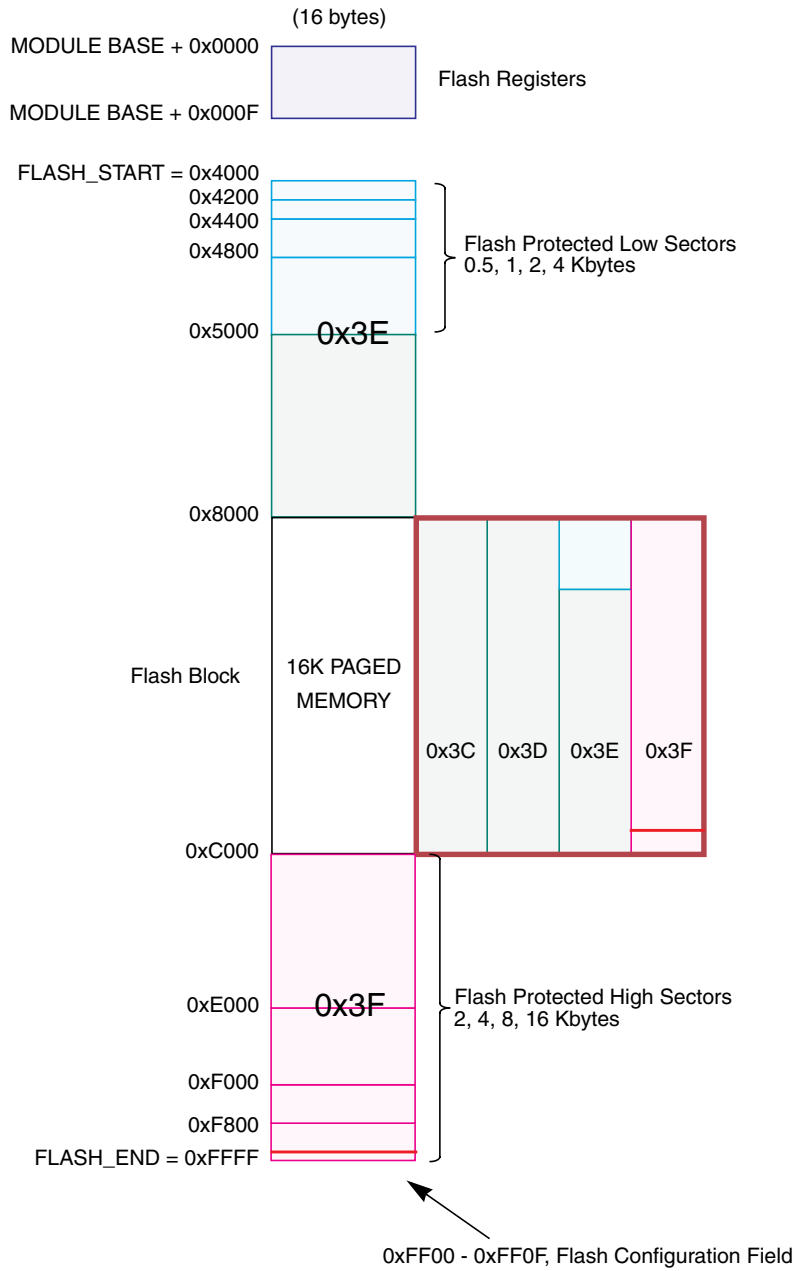 (16 bytes)
MODULE BASE + 0x0000
Flash Registers
MODULE BASE + 0x000F
FLASH_START = 0x4000
0x4200
0x4400
0x4800
Flash Protected Low Sectors
0.5, 1, 2, 4 Kbytes
0x5000
0x3E
0x8000
Flash Block
16K PAGED
MEMORY
0x3C
0x3D
0x3E
0x3F
0xC000
0xE000
0x3F
Flash Protected High Sectors
2, 4, 8, 16 Kbytes
0xF000
0xF800
FLASH_END = 0xFFFF
0xFF00 - 0xFF0F, Flash Configuration Field